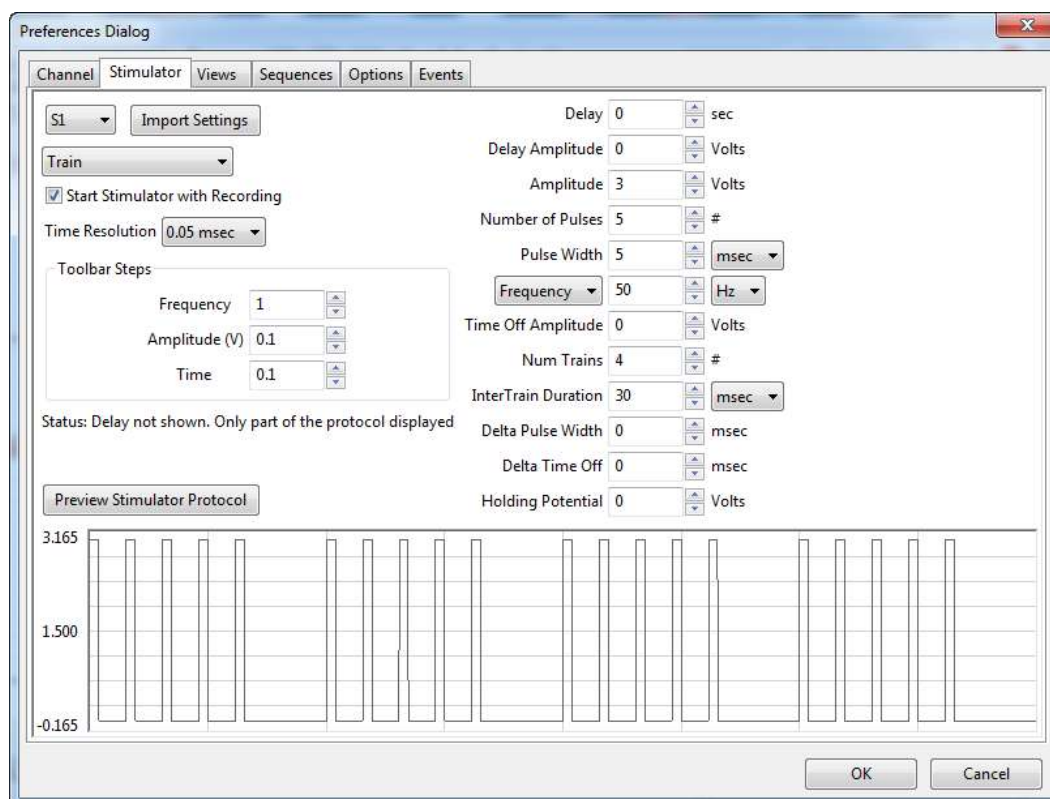 Preferences Dialog
X
Channel Stimulator Views Sequences Options Events
S1 Import Settings
Train
Start Stimulator with Recording
Time Resolution 0.05 msec
Toolbar Steps
Frequency 1
Amplitude (V) 0.1
Time 0.1
Status: Delay not shown. Only part of the protocol displayed
Preview Stimulator Protocol
Delay 0 sec
Delay Amplitude 0 Volts
Amplitude 3 Volts
Number of Pulses 5 #
Pulse Width 5 msec
Frequency 50 Hz
Time Off Amplitude 0 Volts
Num Trains 4 #
InterTrain Duration 30 msec
Delta Pulse Width 0 msec
Delta Time Off 0 msec
Holding Potential 0 Volts
3.165
1.500
-0.165
OK Cancel